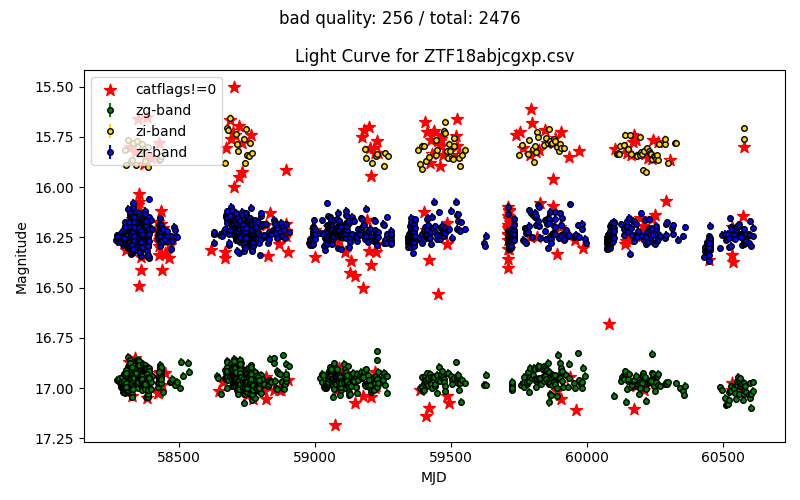 bad quality: 256 / total: 2476
Light Curve for ZTF18abjcgxp.csv
catflags!=0
zg-band
zi-band
zr-band
15.50
15.75
16.00
16.25
16.50
16.75
17.00
17.25
Magnitude
58500
59000
59500
60000
60500
MJD